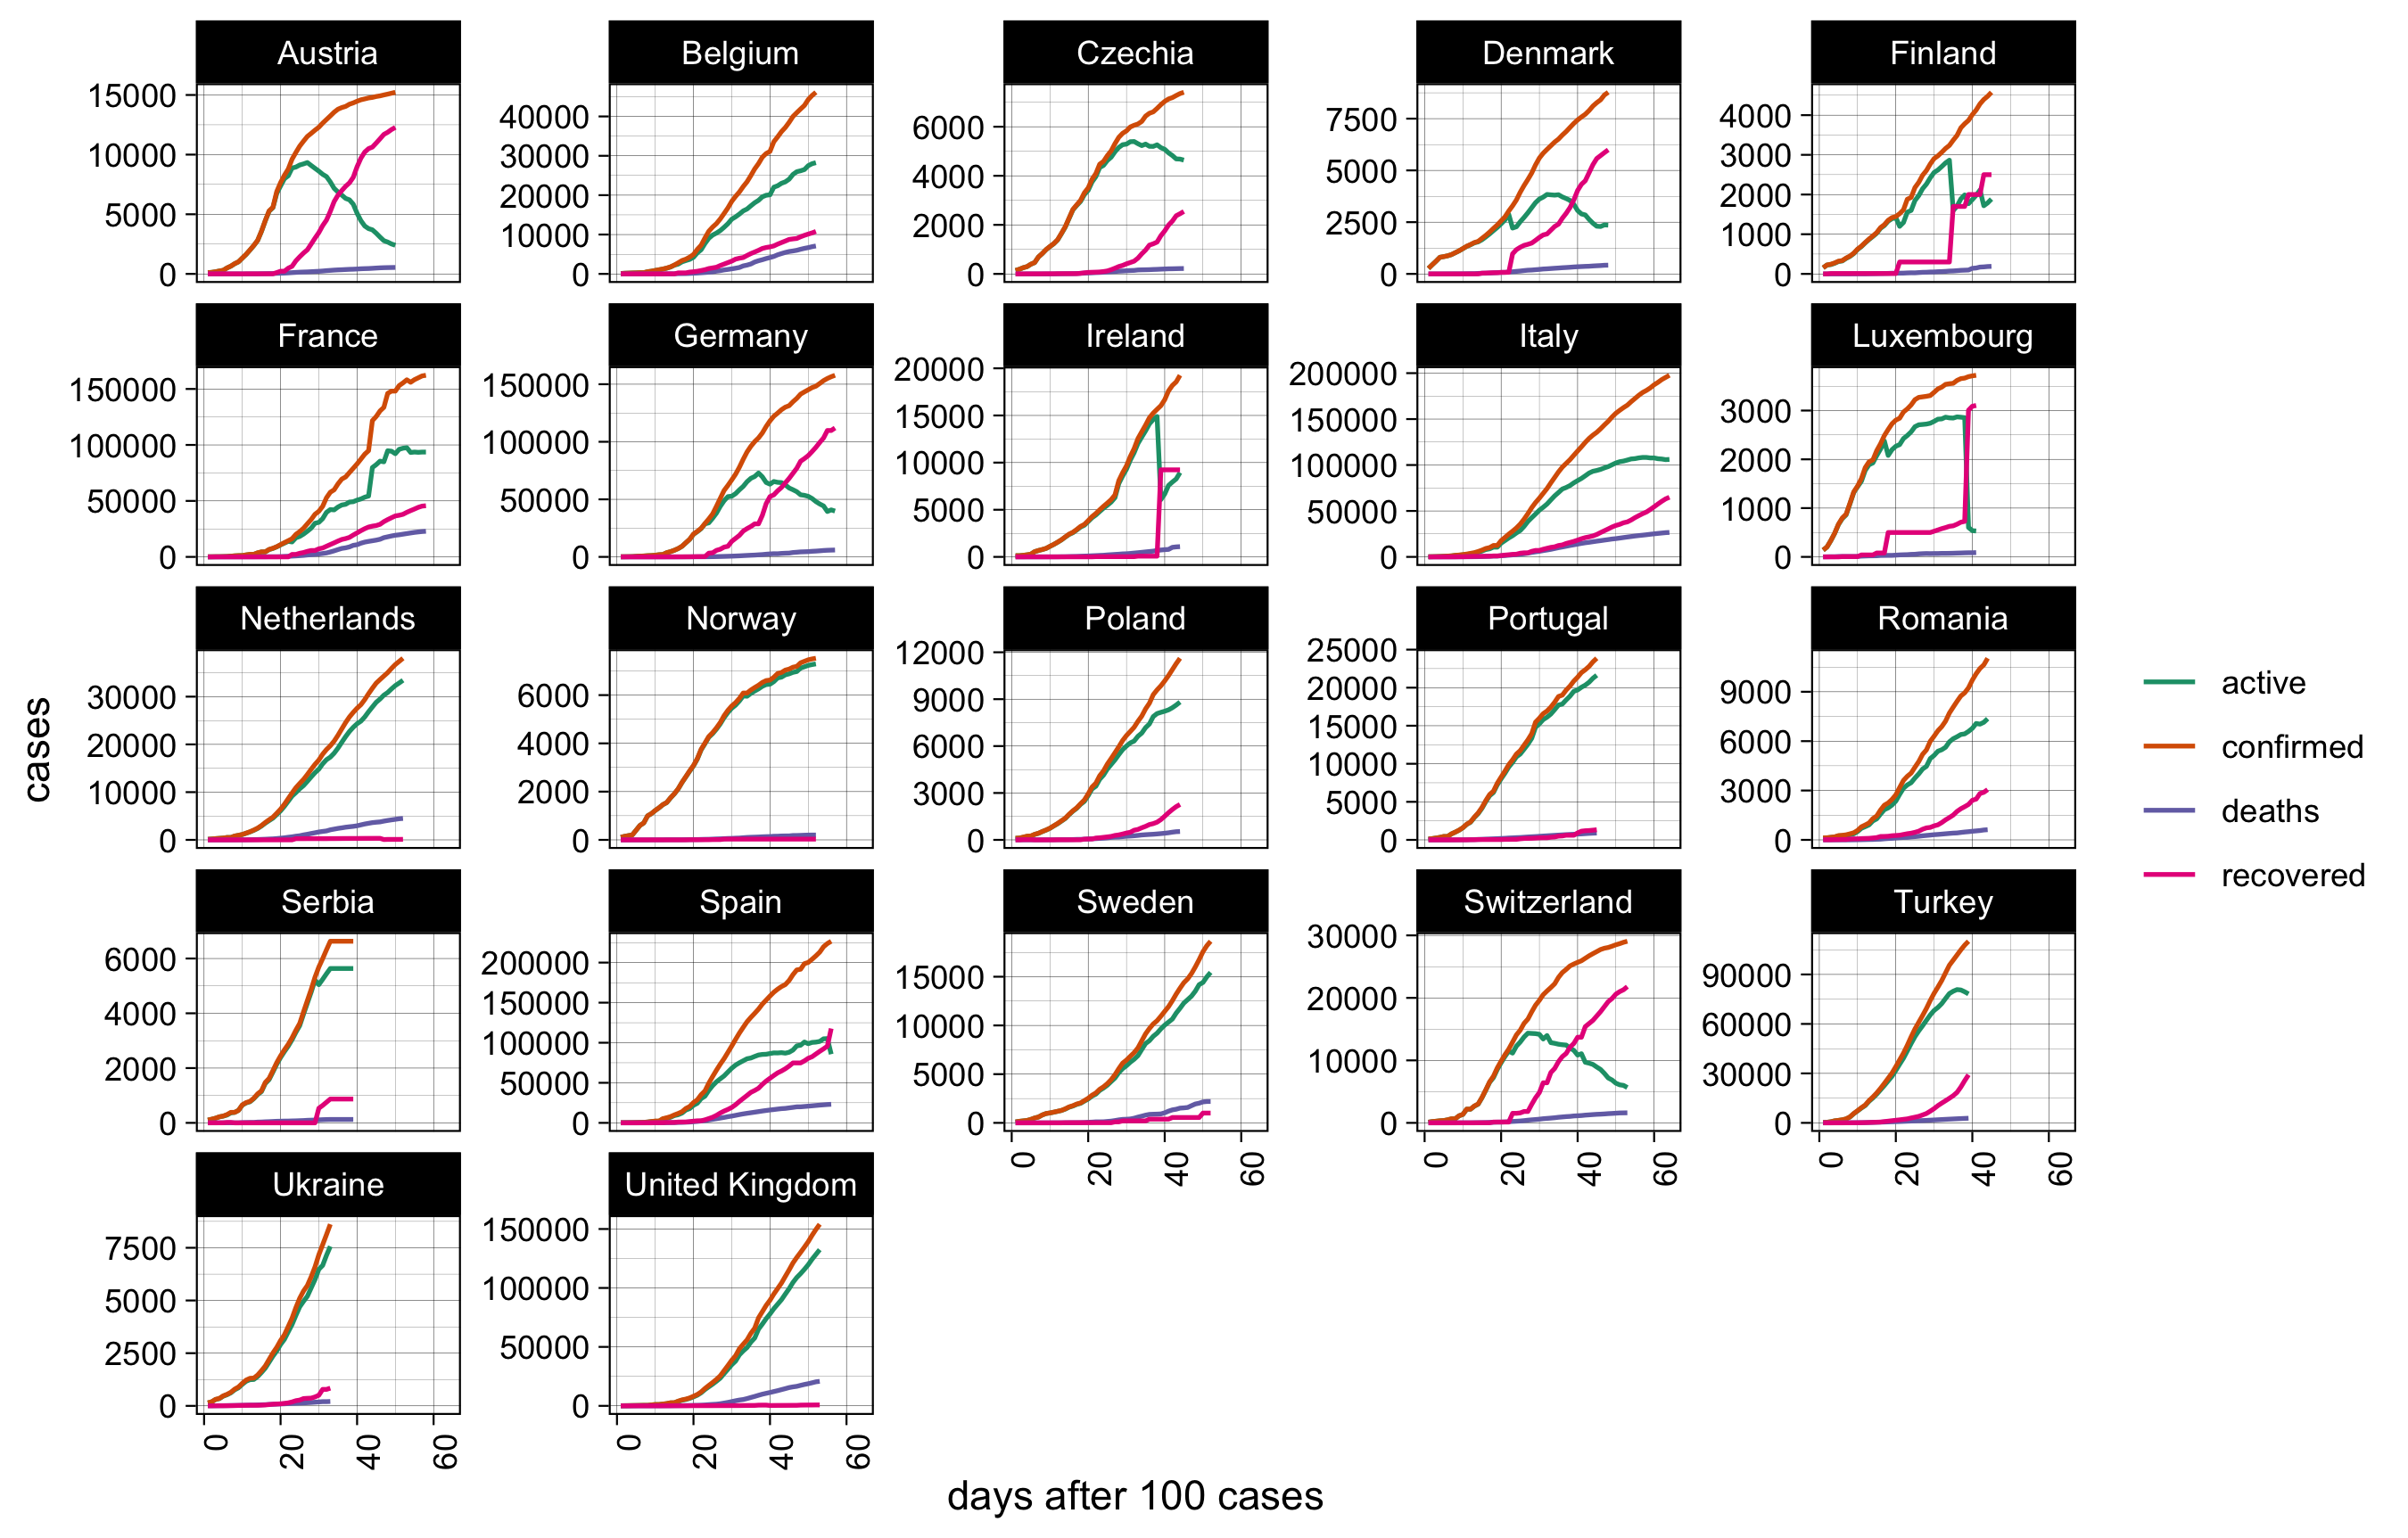 Austria
Belgium
Czechia
Denmark
Finland
15000
10000
5000
0
40000
30000
20000
10000
0
6000
4000
2000
0
7500
5000
2500
0
4000
3000
2000
1000
0
France
Germany
Ireland
Italy
Luxembourg
150000
100000
50000
0
150000
100000
50000
0
20000
15000
10000
5000
0
200000
150000
100000
50000
0
3000
2000
1000
0
Netherlands
Norway
Poland
Portugal
Romania
30000
20000
10000
0
6000
4000
2000
0
12000
9000
6000
3000
0
25000
20000
15000
10000
5000
0
9000
6000
3000
0
Serbia
Spain
Sweden
Switzerland
Turkey
6000
4000
2000
0
200000
150000
100000
50000
0
15000
10000
5000
0
30000
20000
10000
0
90000
60000
30000
0
0 20 40 60
0 20 40 60
0 20 40 60
Ukraine
United Kingdom
7500
5000
2500
0
150000
100000
50000
0
0 20 40 60
0 20 40 60
cases
days after 100 cases
active
confirmed
deaths
recovered